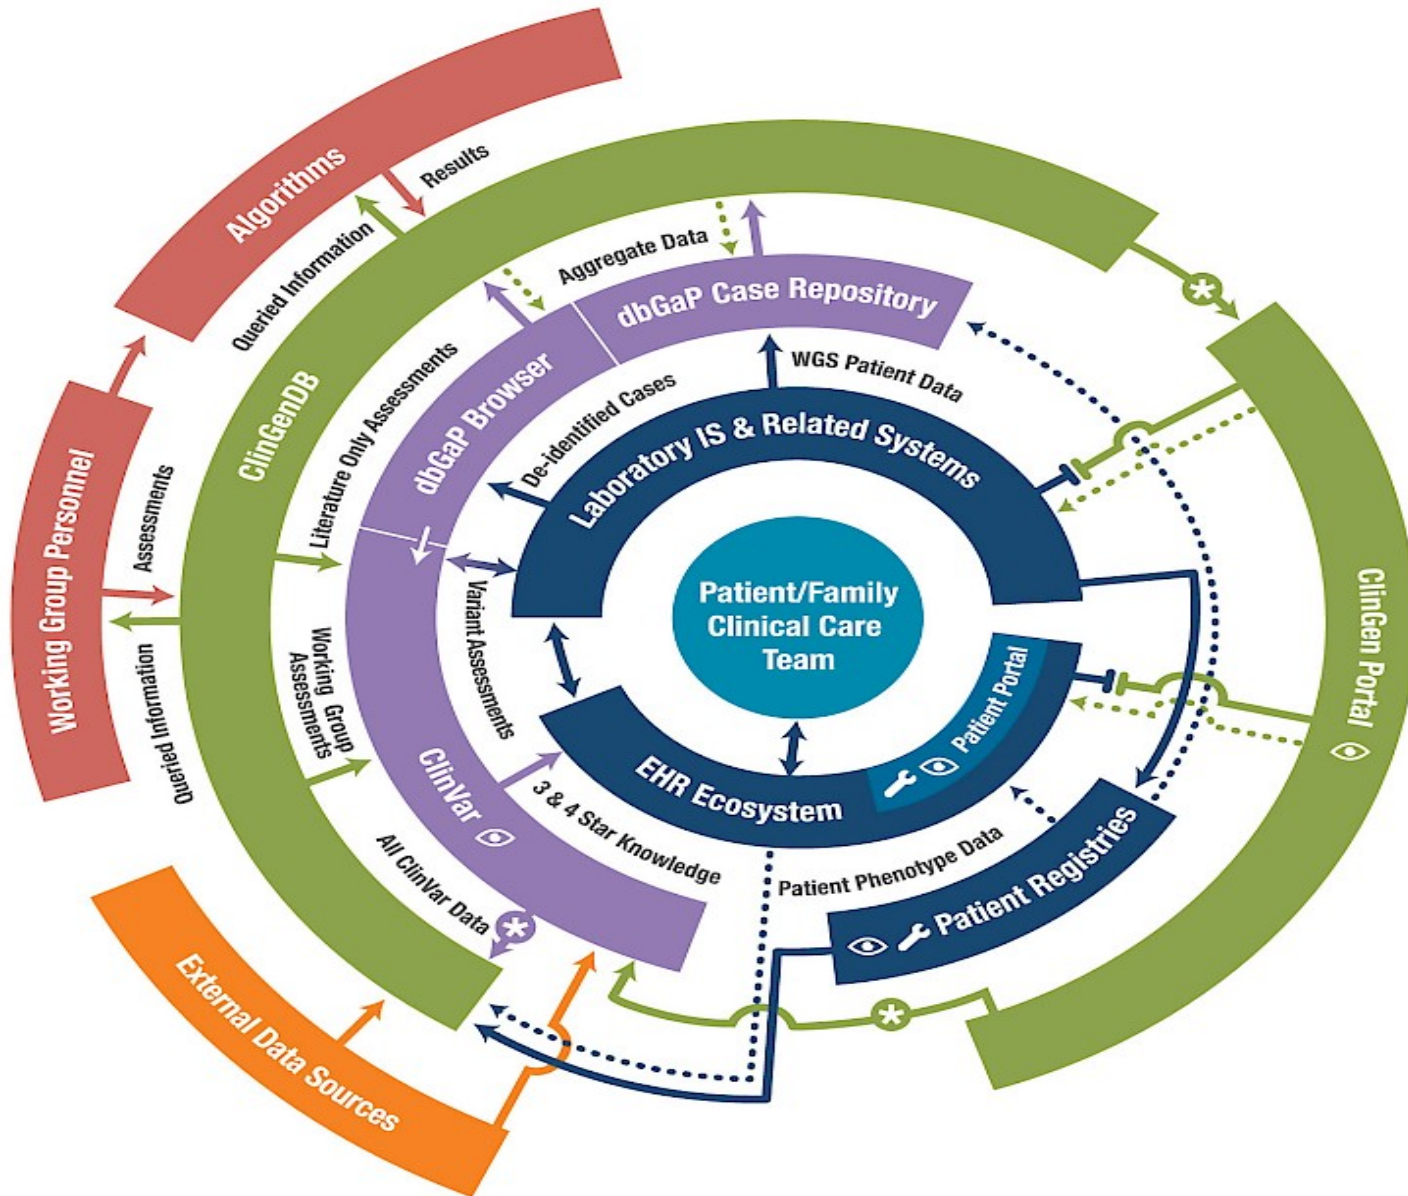 Algorithms
Results
Queried Information
Aggregate Data
dbGaP Case Repository
ClinGenDB
Literature Only Assessments
dbGaP Browser
De-identified Cases
WGS Patient Data
Laboratory IS & Related Systems
Working Group Personnel
Assessments
Queried Information
Working Group
Assessments
Variant Assessments
Patient/Family
Clinical Care
Team
ClinGen Portal
Patient Portal
EHR Ecosystem
ClinVar
3 & 4 Star Knowledge
All ClinVar Data
Patient Phenotype Data
Patient Registries
External Data Sources